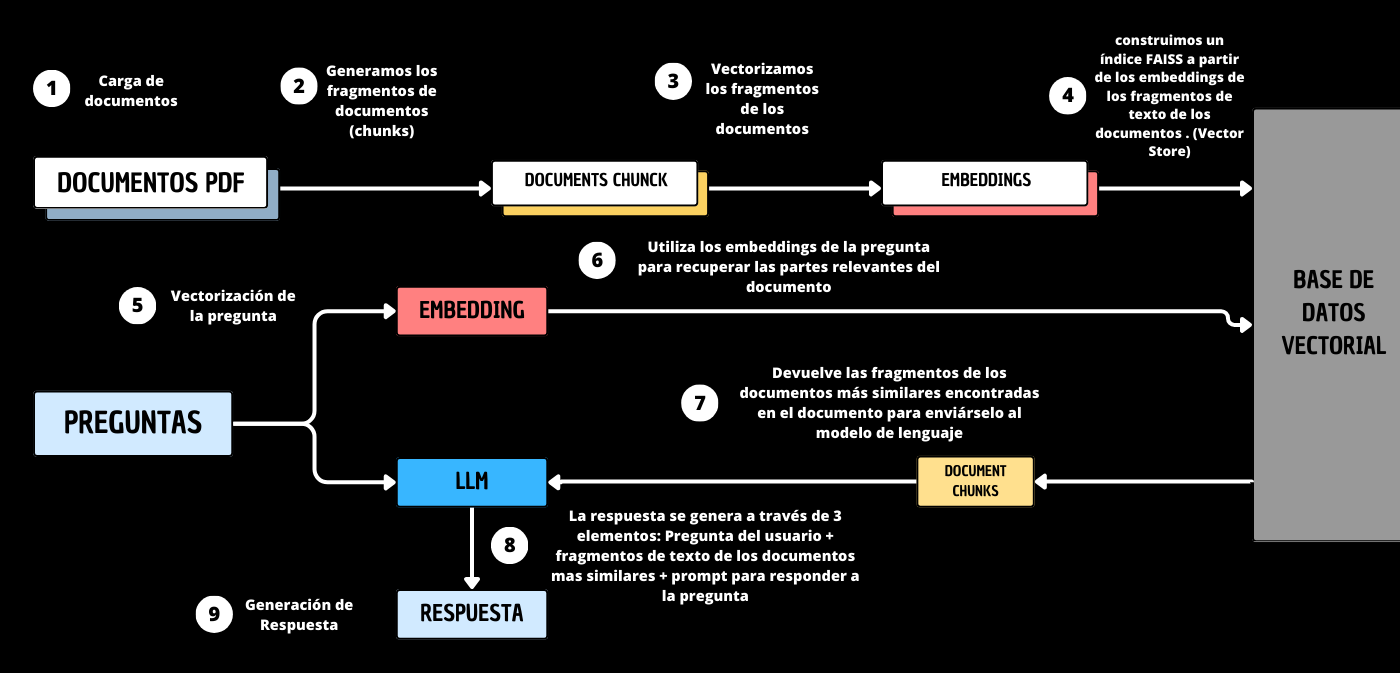 1
Carga de
documentos
2
Generamos los
fragmentos de
documentos
(chunks)
3
Vectorizamos
los fragmentos
de los
documentos
4
construimos un
índice FAISS a partir
de los embeddings de
los fragmentos de
texto de los
documentos . (Vector
Store)
DOCUMENTOS PDF
DOCUMENTS CHUNCK
EMBEDDINGS
BASE DE
DATOS
VECTORIAL
5
Vectorización de
la pregunta
6
Utiliza los embeddings de la pregunta
para recuperar las partes relevantes del
documento
EMBEDDING
PREGUNTAS
7
Devuelve las fragmentos de los
documentos más similares encontradas
en el documento para enviárselo al
modelo de lenguaje
LLM
DOCUMENT
CHUNKS
8
La respuesta se genera a través de 3
elementos: Pregunta del usuario +
fragmentos de texto de los documentos
mas similares + prompt para responder a
la pregunta
9
Generación de
Respuesta
RESPUESTA